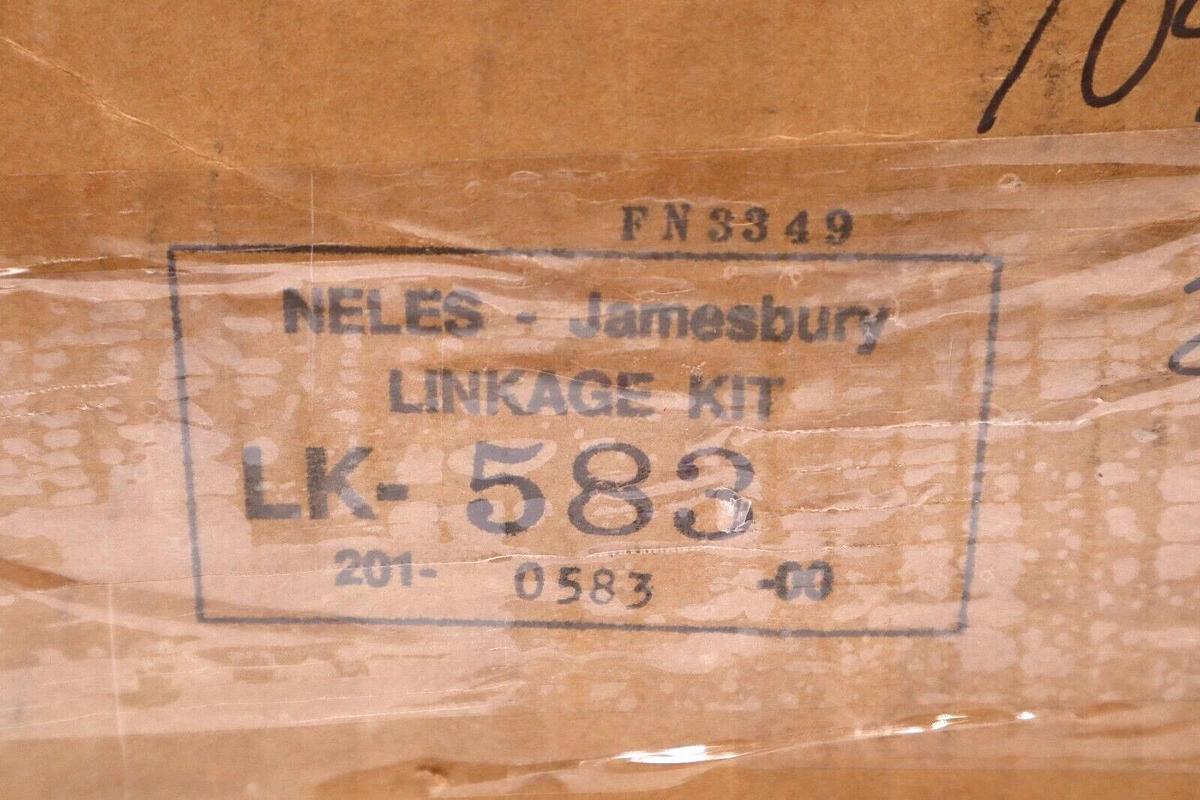 FN3349
NELES - Jamesbury
LINKAGE KIT
LK- 583
201- 0583 -00